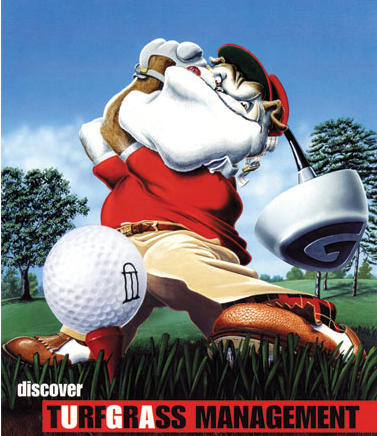 G
discover
TURFGRASS MANAGEMENT